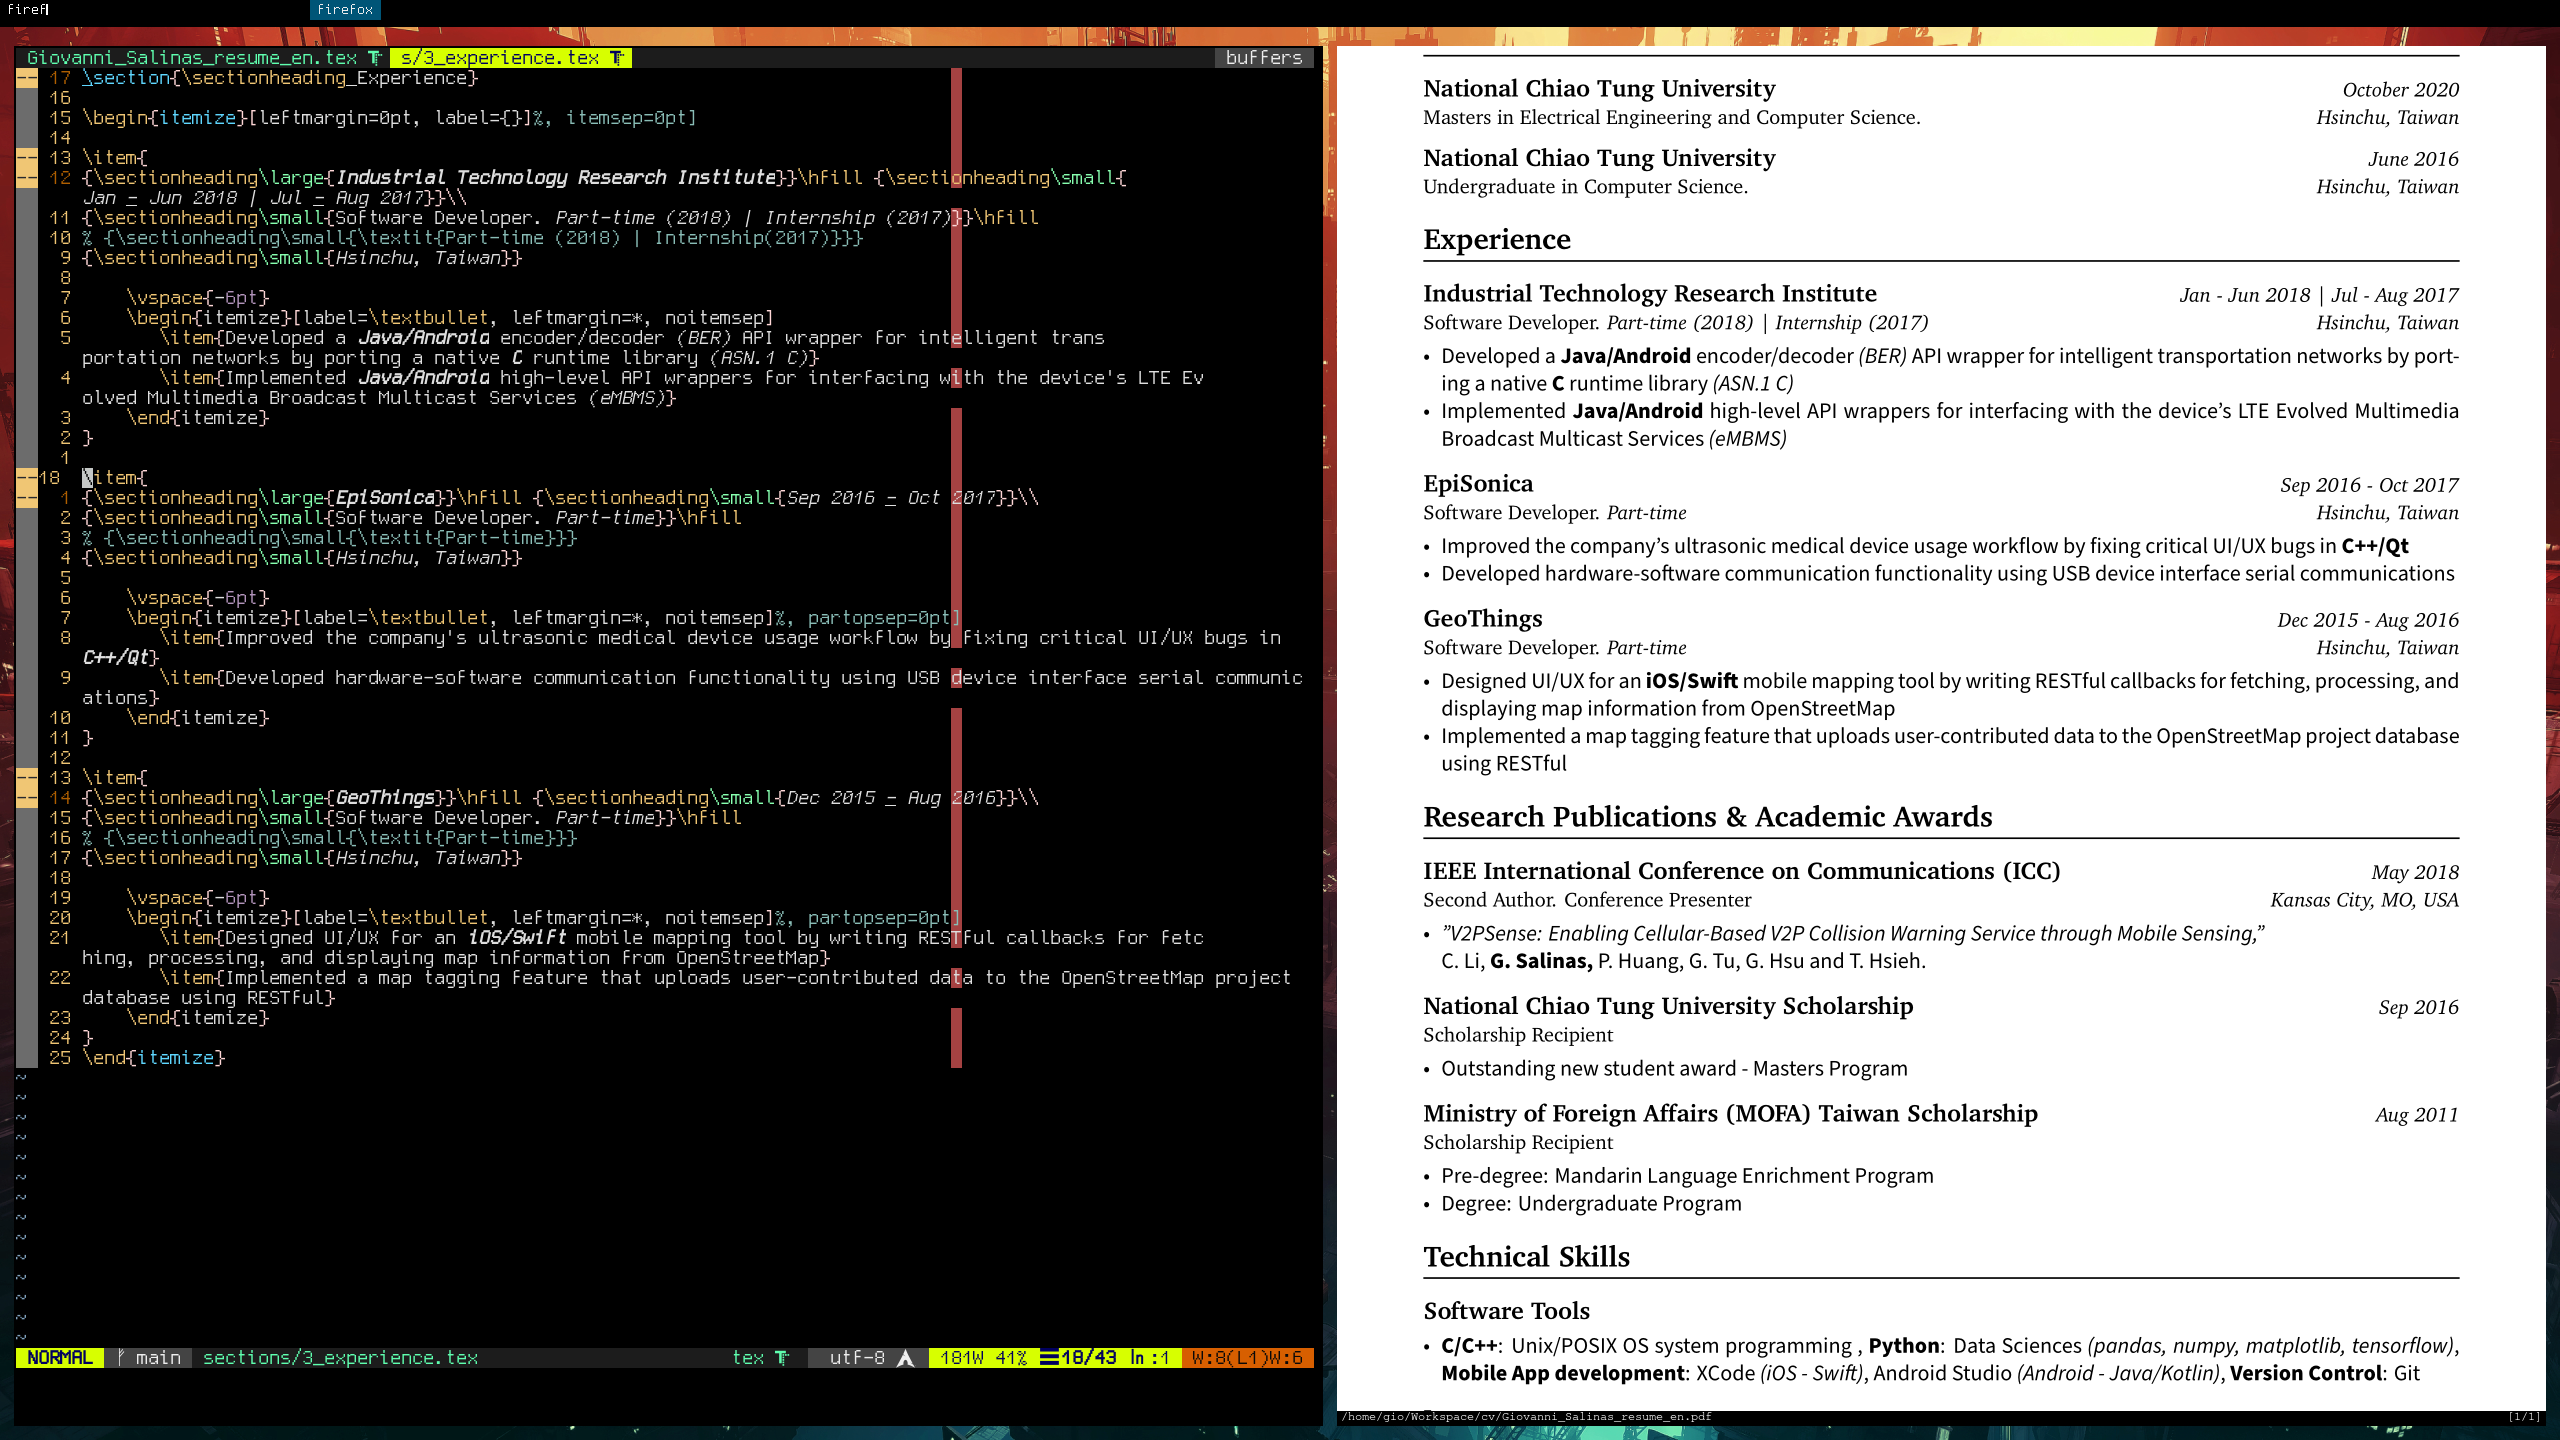 firef firefox
Giovanni_Salinas_resume_en.tex s/3_experience.tex buffers
-- 17 \section{\sectionheading_Experience}
16
15 \begin{itemize}[leftmargin=0pt, label={}]%, itemsep=0pt]
14
-- 13 \item{
-- 12 {\sectionheading\large{Industrial Technology Research Institute}}\hfill {\sectionheading\small{
Jan - Jun 2018 | Jul - Aug 2017}}\\
11 {\sectionheading\small{Software Developer. Part-time (2018) | Internship (2017)}}\hfill
10 % {\sectionheading\small{\textit{Part-time (2018) | Internship(2017)}}}
9 {\sectionheading\small{Hsinchu, Taiwan}}
8
7 \vspace{-6pt}
6 \begin{itemize}[label=\textbullet, leftmargin=*, noitemsep]
5 \item{Developed a Java/Android encoder/decoder (BER) API wrapper for intelligent trans
portation networks by porting a native C runtime library (ASN.1 C)}
4 \item{Implemented Java/Android high-level API wrappers for interfacing with the device's LTE Ev
olved Multimedia Broadcast Multicast Services (eMBMS)}
3 \end{itemize}
2 }
1
--18 \item{
-- 1 {\sectionheading\large{EpiSonica}}\hfill {\sectionheading\small{Sep 2016 - Oct 2017}}\\
2 {\sectionheading\small{Software Developer. Part-time}}\hfill
3 % {\sectionheading\small{\textit{Part-time}}}
4 {\sectionheading\small{Hsinchu, Taiwan}}
5
6 \vspace{-6pt}
7 \begin{itemize}[label=\textbullet, leftmargin=*, noitemsep]%, partopsep=0pt]
8 \item{Improved the company's ultrasonic medical device usage workflow by fixing critical UI/UX bugs in
C++/Qt}
9 \item{Developed hardware-software communication functionality using USB device interface serial communic
ations}
10 \end{itemize}
11 }
12
-- 13 \item{
-- 14 {\sectionheading\large{GeoThings}}\hfill {\sectionheading\small{Dec 2015 - Aug 2016}}\\
15 {\sectionheading\small{Software Developer. Part-time}}\hfill
16 % {\sectionheading\small{\textit{Part-time}}}
17 {\sectionheading\small{Hsinchu, Taiwan}}
18
19 \vspace{-6pt}
20 \begin{itemize}[label=\textbullet, leftmargin=*, noitemsep]%, partopsep=0pt]
21 \item{Designed UI/UX for an iOS/Swift mobile mapping tool by writing RESTful callbacks for fetc
hing, processing, and displaying map information from OpenStreetMap}
22 \item{Implemented a map tagging feature that uploads user-contributed data to the OpenStreetMap project
database using RESTful}
23 \end{itemize}
24 }
25 \end{itemize}
~
~
~
~
~
~
~
~
~
~
~
~
~
~
NORMAL main sections/3_experience.tex tex utf-8 181W 41% 18/43 ln :1 W:8(L1)W:6
National Chiao Tung University October 2020
Masters in Electrical Engineering and Computer Science. Hsinchu, Taiwan
National Chiao Tung University June 2016
Undergraduate in Computer Science. Hsinchu, Taiwan
Experience
Industrial Technology Research Institute Jan - Jun 2018 | Jul - Aug 2017
Software Developer. Part-time (2018) | Internship (2017) Hsinchu, Taiwan
• Developed a Java/Android encoder/decoder (BER) API wrapper for intelligent transportation networks by port-
ing a native C runtime library (ASN.1 C)
• Implemented Java/Android high-level API wrappers for interfacing with the device’s LTE Evolved Multimedia
Broadcast Multicast Services (eMBMS)
EpiSonica Sep 2016 - Oct 2017
Software Developer. Part-time Hsinchu, Taiwan
• Improved the company’s ultrasonic medical device usage workflow by fixing critical UI/UX bugs in C++/Qt
• Developed hardware-software communication functionality using USB device interface serial communications
GeoThings Dec 2015 - Aug 2016
Software Developer. Part-time Hsinchu, Taiwan
• Designed UI/UX for an iOS/Swift mobile mapping tool by writing RESTful callbacks for fetching, processing, and
displaying map information from OpenStreetMap
• Implemented a map tagging feature that uploads user-contributed data to the OpenStreetMap project database
using RESTful
Research Publications & Academic Awards
IEEE International Conference on Communications (ICC) May 2018
Second Author. Conference Presenter Kansas City, MO, USA
• ”V2PSense: Enabling Cellular-Based V2P Collision Warning Service through Mobile Sensing,”
C. Li, G. Salinas, P. Huang, G. Tu, G. Hsu and T. Hsieh.
National Chiao Tung University Scholarship Sep 2016
Scholarship Recipient
• Outstanding new student award - Masters Program
Ministry of Foreign Affairs (MOFA) Taiwan Scholarship Aug 2011
Scholarship Recipient
• Pre-degree: Mandarin Language Enrichment Program
• Degree: Undergraduate Program
Technical Skills
Software Tools
• C/C++: Unix/POSIX OS system programming , Python: Data Sciences (pandas, numpy, matplotlib, tensorflow),
Mobile App development: XCode (iOS - Swift), Android Studio (Android - Java/Kotlin), Version Control: Git
/home/gio/Workspace/cv/Giovanni_Salinas_resume_en.pdf [1/1]